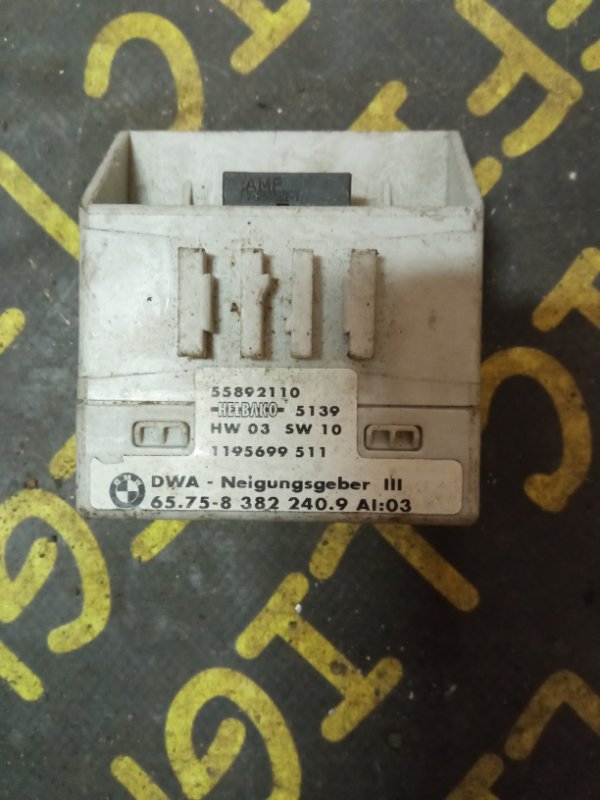 AMP
55892110
HELBAKO 5139
HW 03 SW 10
1195699 511
DWA - Neigungsgeber III
65.75-8 382 240.9 AI:03